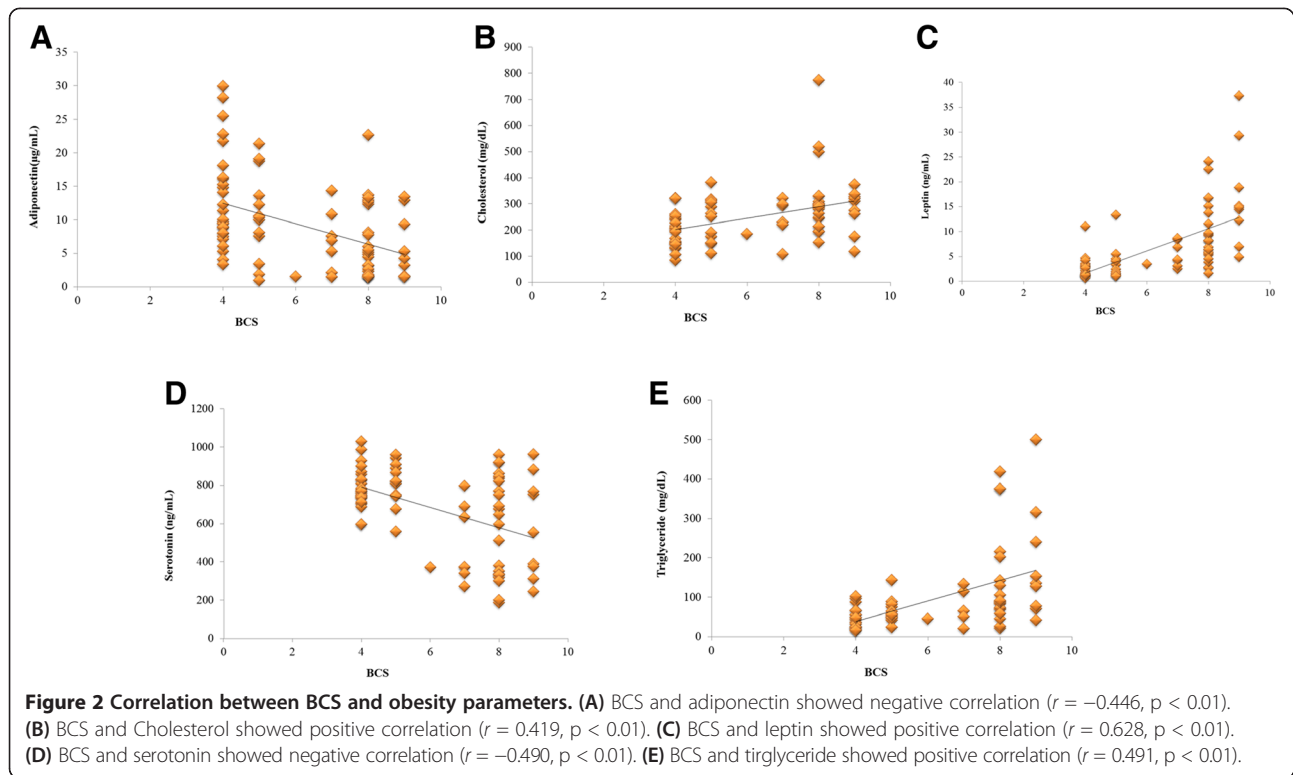 A
35
30
25
20
15
10
5
0
Adiponectin(µg/mL)
0 2 4 6 8 10
BCS
B
900
800
700
600
500
400
300
200
100
0
Cholesterol (mg/dL)
0 2 4 6 8 10
BCS
C
40
35
30
25
20
15
10
5
0
Leptin (ng/mL)
0 2 4 6 8 10
BCS
D
1200
1000
800
600
400
200
0
Serotonin (ng/mL)
0 2 4 6 8 10
BCS
E
600
500
400
300
200
100
0
Triglyceride (mg/dL)
0 2 4 6 8 10
BCS
Figure 2 Correlation between BCS and obesity parameters. (A) BCS and adiponectin showed negative correlation (r = −0.446, p < 0.01).
(B) BCS and Cholesterol showed positive correlation (r = 0.419, p < 0.01). (C) BCS and leptin showed positive correlation (r = 0.628, p < 0.01).
(D) BCS and serotonin showed negative correlation (r = −0.490, p < 0.01). (E) BCS and tirglyceride showed positive correlation (r = 0.491, p < 0.01).